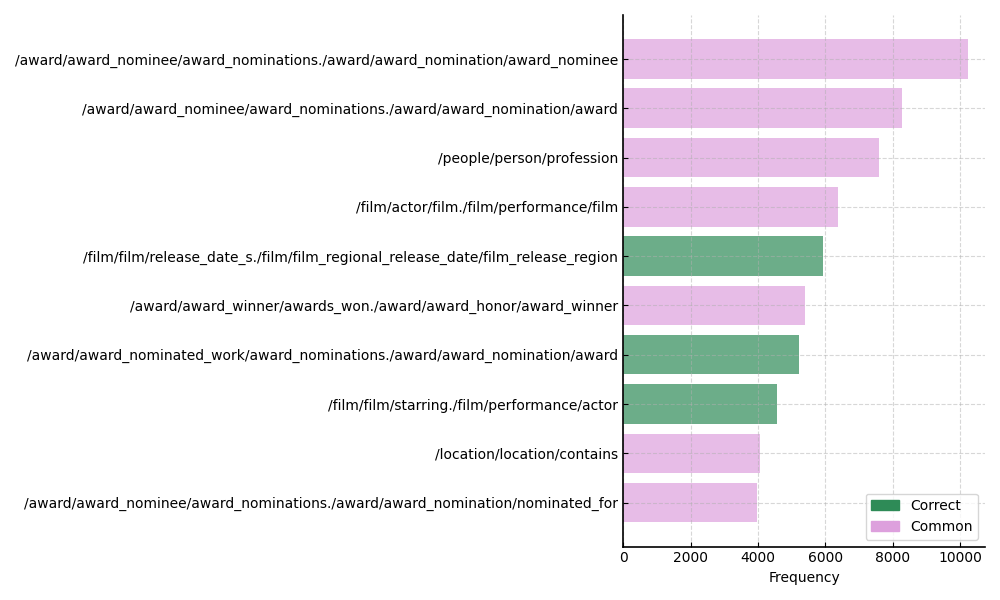 /award/award_nominee/award_nominations./award/award_nomination/award_nominee
/award/award_nominee/award_nominations./award/award_nomination/award
/people/person/profession
/film/actor/film./film/performance/film
/film/film/release_date_s./film/film_regional_release_date/film_release_region
/award/award_winner/awards_won./award/award_honor/award_winner
/award/award_nominated_work/award_nominations./award/award_nomination/award
/film/film/starring./film/performance/actor
/location/location/contains
/award/award_nominee/award_nominations./award/award_nomination/nominated_for
Correct
Common
0 2000 4000 6000 8000 10000
Frequency